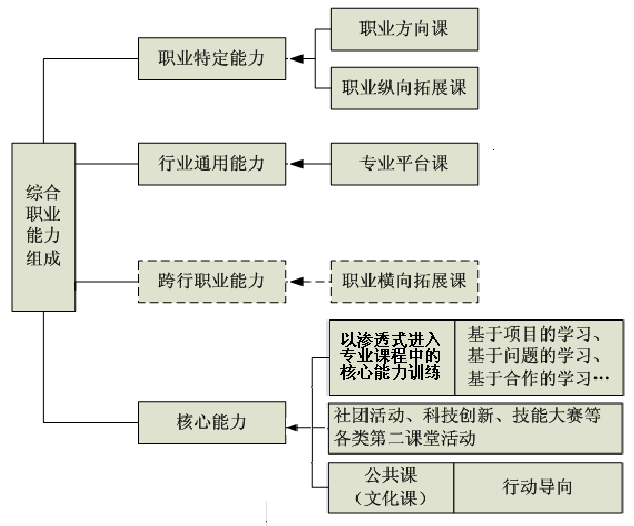 职业方向课
职业特定能力
职业纵向拓展课
综合
职业
能力
组成
行业通用能力
专业平台课
跨行职业能力
职业横向拓展课
以渗透式进入
专业课程中的
核心能力训练
基于项目的学习、
基于问题的学习、
基于合作的学习…
核心能力
社团活动、科技创新、技能大赛等
各类第二课堂活动
公共课
（文化课）
行动导向